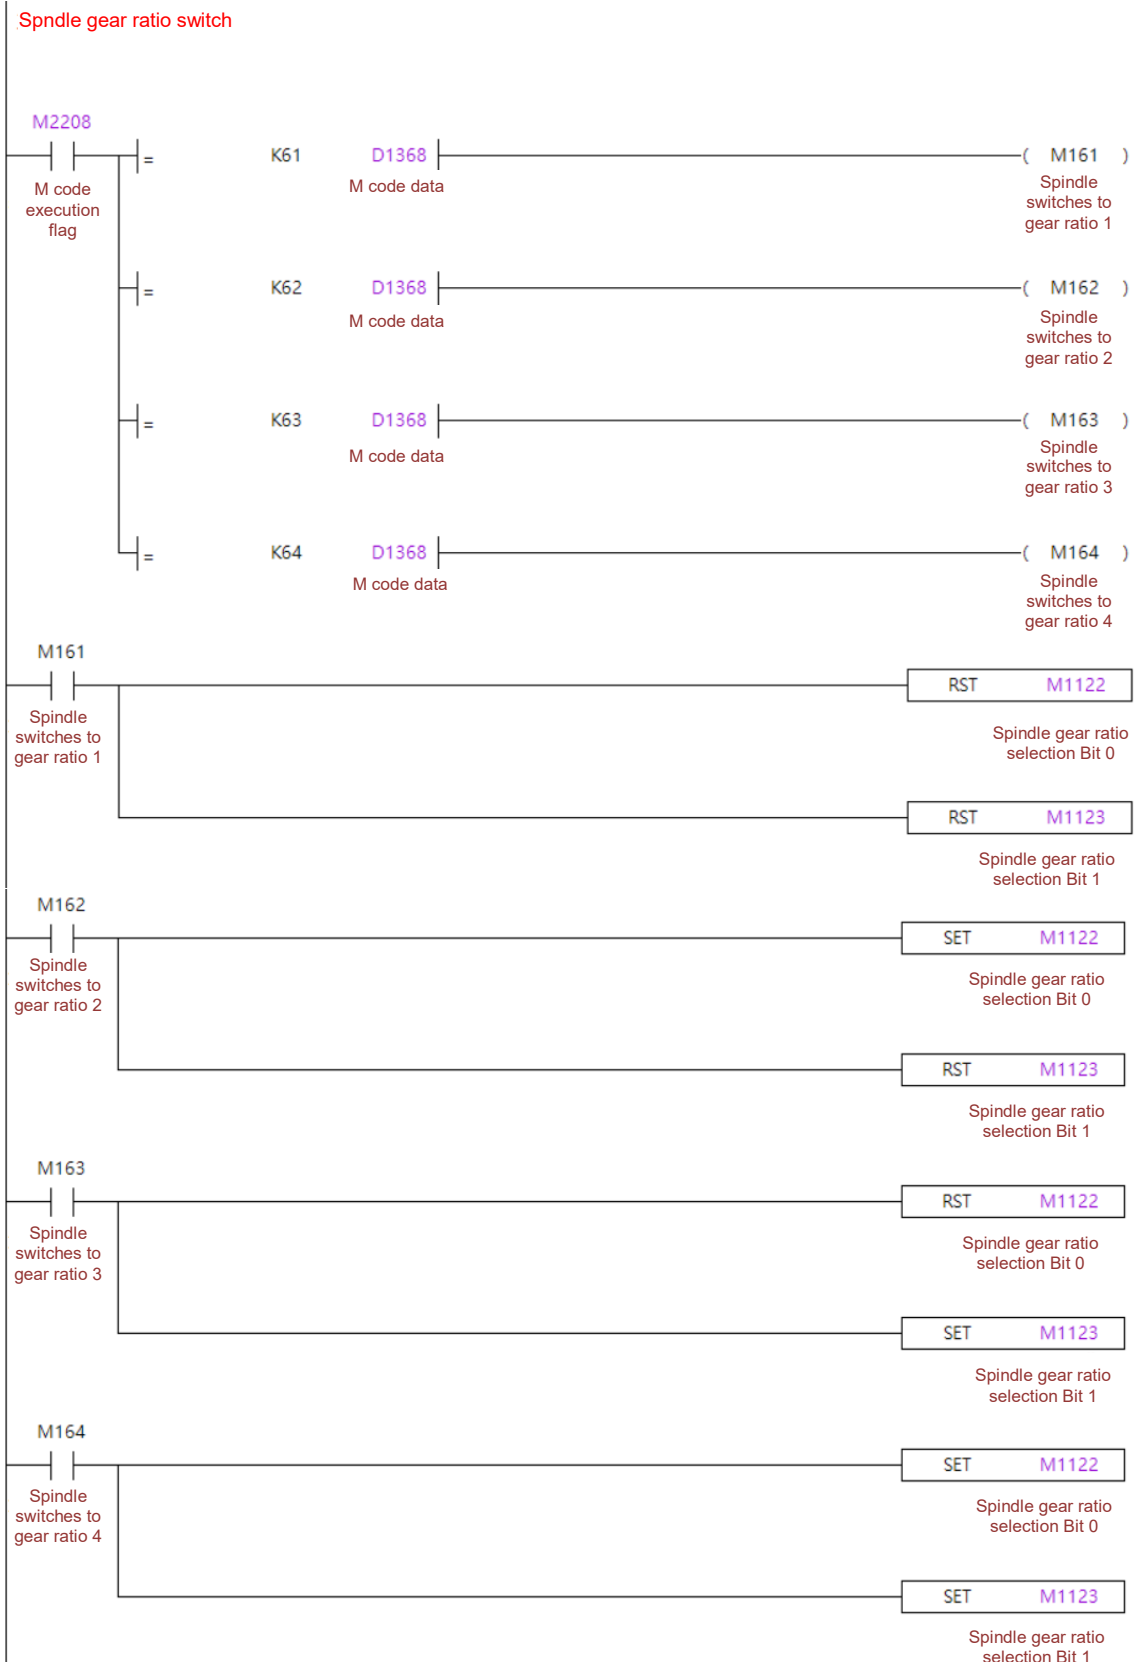 Spndle gear ratio switch
M2208
= K61 D1368 ( M161 )
M code
execution
flag
M code data
Spindle
switches to
gear ratio 1
= K62 D1368 ( M162 )
M code data
Spindle
switches to
gear ratio 2
= K63 D1368 ( M163 )
M code data
Spindle
switches to
gear ratio 3
= K64 D1368 ( M164 )
M code data
Spindle
switches to
gear ratio 4
M161
RST M1122
Spindle
switches to
gear ratio 1
Spindle gear ratio
selection Bit 0
RST M1123
Spindle gear ratio
selection Bit 1
M162
SET M1122
Spindle
switches to
gear ratio 2
Spindle gear ratio
selection Bit 0
RST M1123
Spindle gear ratio
selection Bit 1
M163
RST M1122
Spindle
switches to
gear ratio 3
Spindle gear ratio
selection Bit 0
SET M1123
Spindle gear ratio
selection Bit 1
M164
SET M1122
Spindle
switches to
gear ratio 4
Spindle gear ratio
selection Bit 0
SET M1123
Spindle gear ratio
selection Bit 1